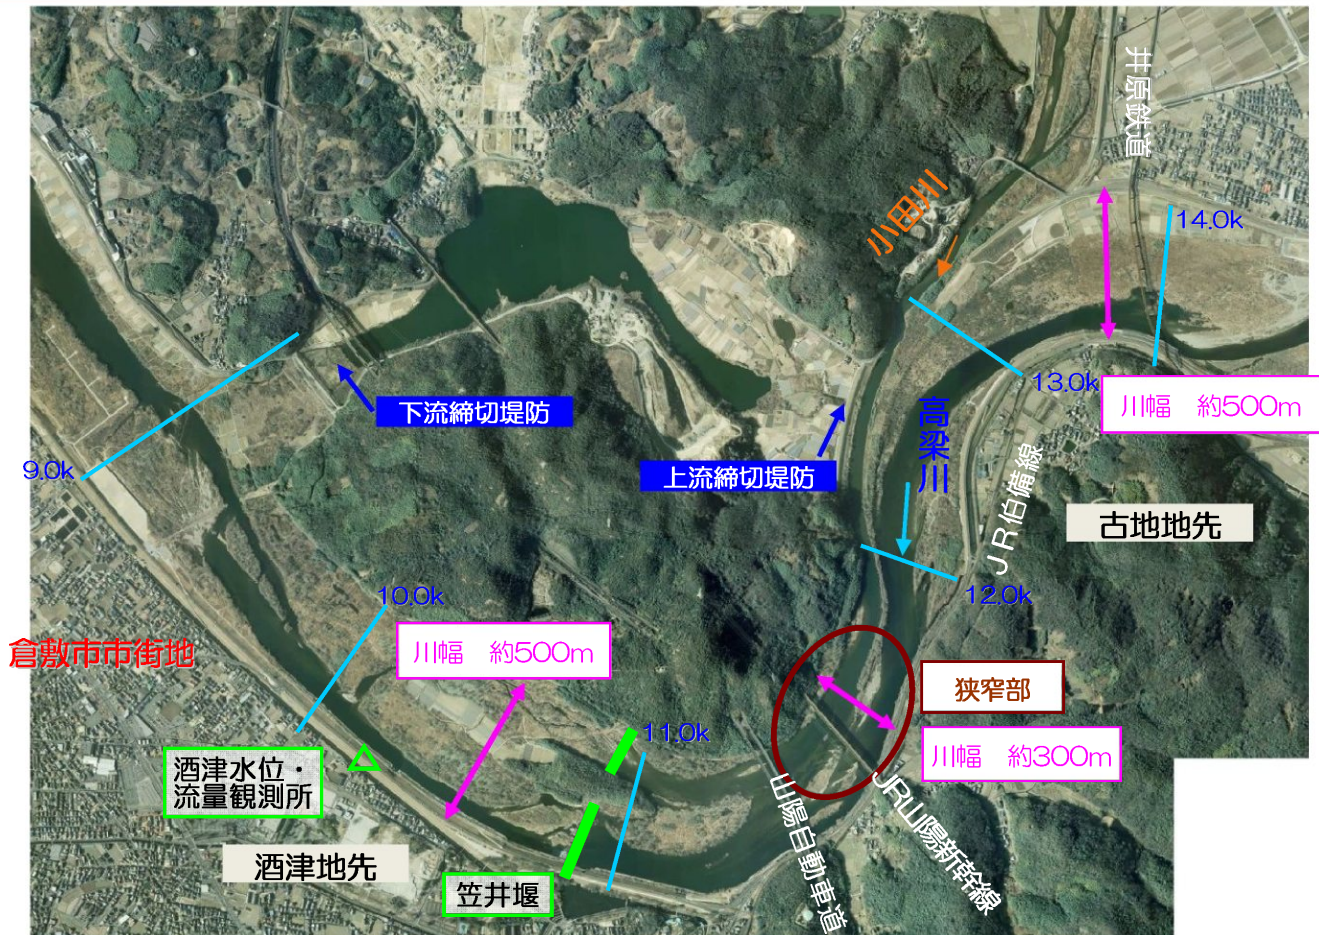 井原鉄道
小田川
14.0k
13.0k
川幅　約500m
下流締切堤防
高梁川
上流締切堤防
9.0k
JR伯備線
古地地先
12.0k
10.0k
倉敷市市街地
川幅　約500m
狭窄部
11.0k
川幅　約300m
酒津水位・
流量観測所
山陽自動車道
JR山陽新幹線
酒津地先
笠井堰